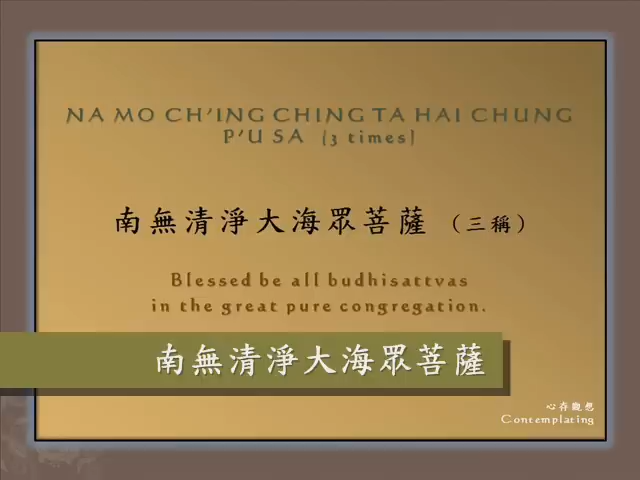 NA MO CH'ING CHING TA HAI CHUNG
P'U SA (3 times)
南無清淨大海眾菩薩 (三稱)
Blessed be all budhisattvas
in the great pure congregation.
南無清淨大海眾菩薩
心存觀想
Contemplating